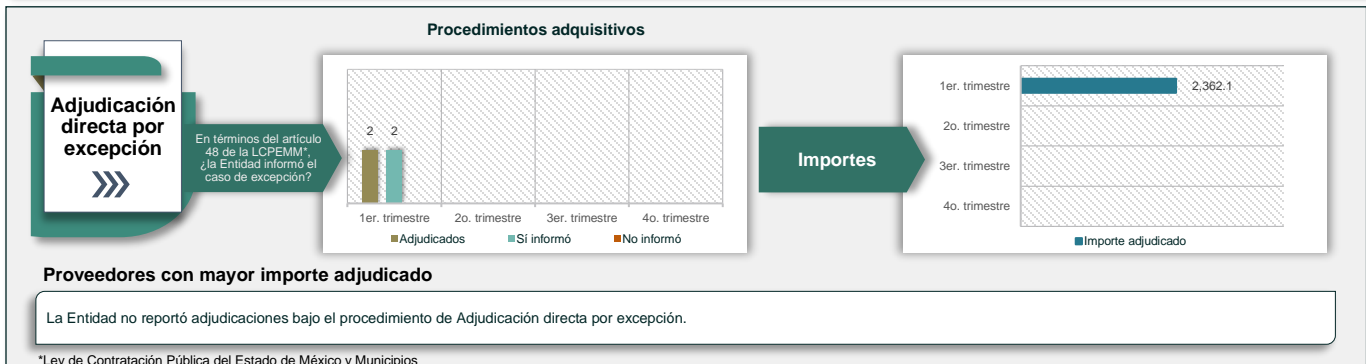 Procedimientos adquisitivos
Adjudicación
directa por
excepción
En términos del artículo
48 de la LCPEMM*,
¿la Entidad informó el
caso de excepción?
2 2
1er. trimestre 2o. trimestre 3er. trimestre 4o. trimestre
Adjudicados Sí informó No informó
Importes
1er. trimestre 2,362.1
2o. trimestre
3er. trimestre
4o. trimestre
Importe adjudicado
Proveedores con mayor importe adjudicado
La Entidad no reportó adjudicaciones bajo el procedimiento de Adjudicación directa por excepción.
*Ley de Contratación Pública del Estado de México y Municipios